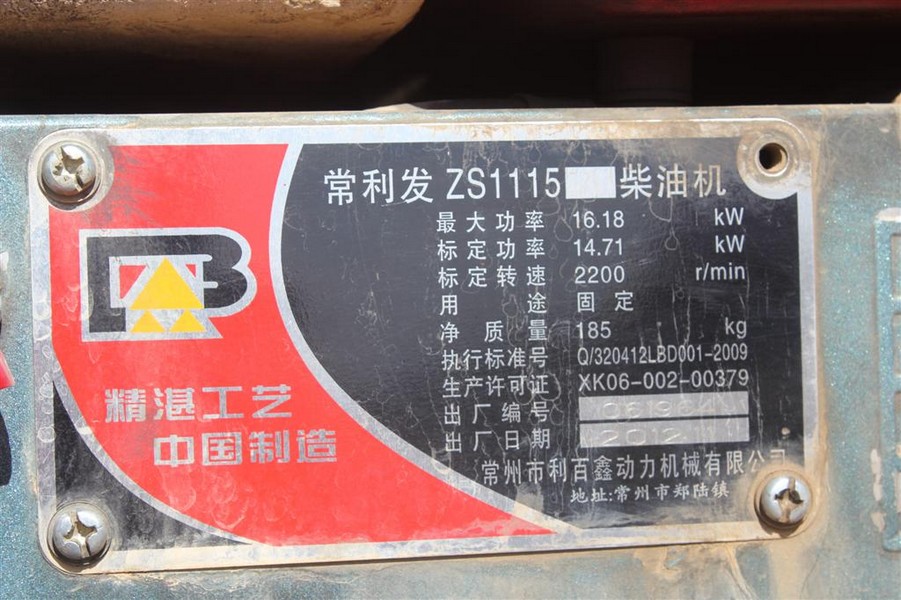 常利发 ZS1115 柴油机
最大功率 16.18 kW
标定功率 14.71 kW
标定转速 2200 r/min
用途 固定
净质量 185 kg
执行标准号 Q/320412LBD001-2009
生产许可证 XK06-002-00379
出厂编号
出厂日期 2012
常州市利百鑫动力机械有限公司
地址:常州市郑陆镇
精湛工艺
中国制造